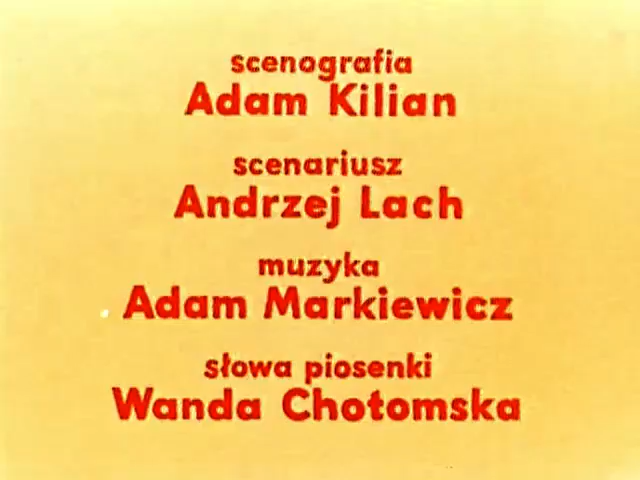 scenografia
Adam Kilian
scenariusz
Andrzej Lach
muzyka
Adam Markiewicz
słowa piosenki
Wanda Chotomska